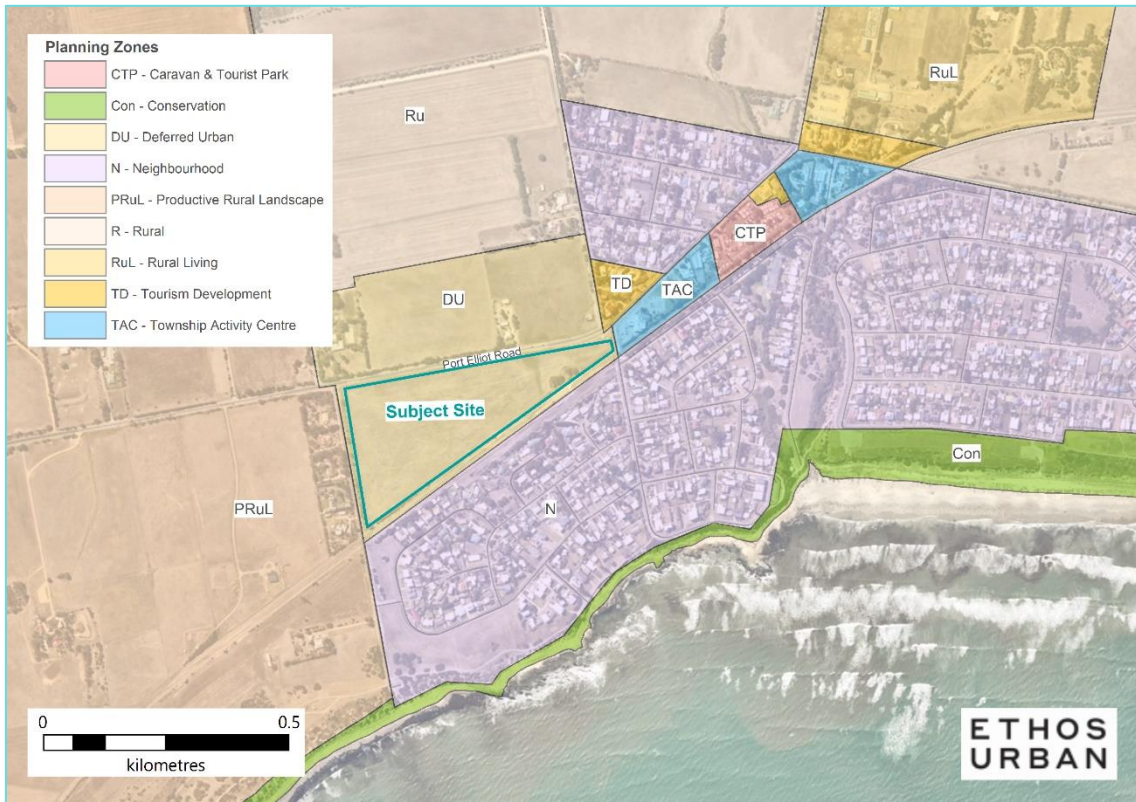 Planning Zones
CTP - Caravan & Tourist Park
Con - Conservation
DU - Deferred Urban
N - Neighbourhood
PRuL - Productive Rural Landscape
R - Rural
RuL - Rural Living
TD - Tourism Development
TAC - Township Activity Centre
Ru
RuL
CTP
TD
TAC
DU
Port Elliot Road
Subject Site
Con
PRuL
N
0 0.5
kilometres
ETHOS
URBAN